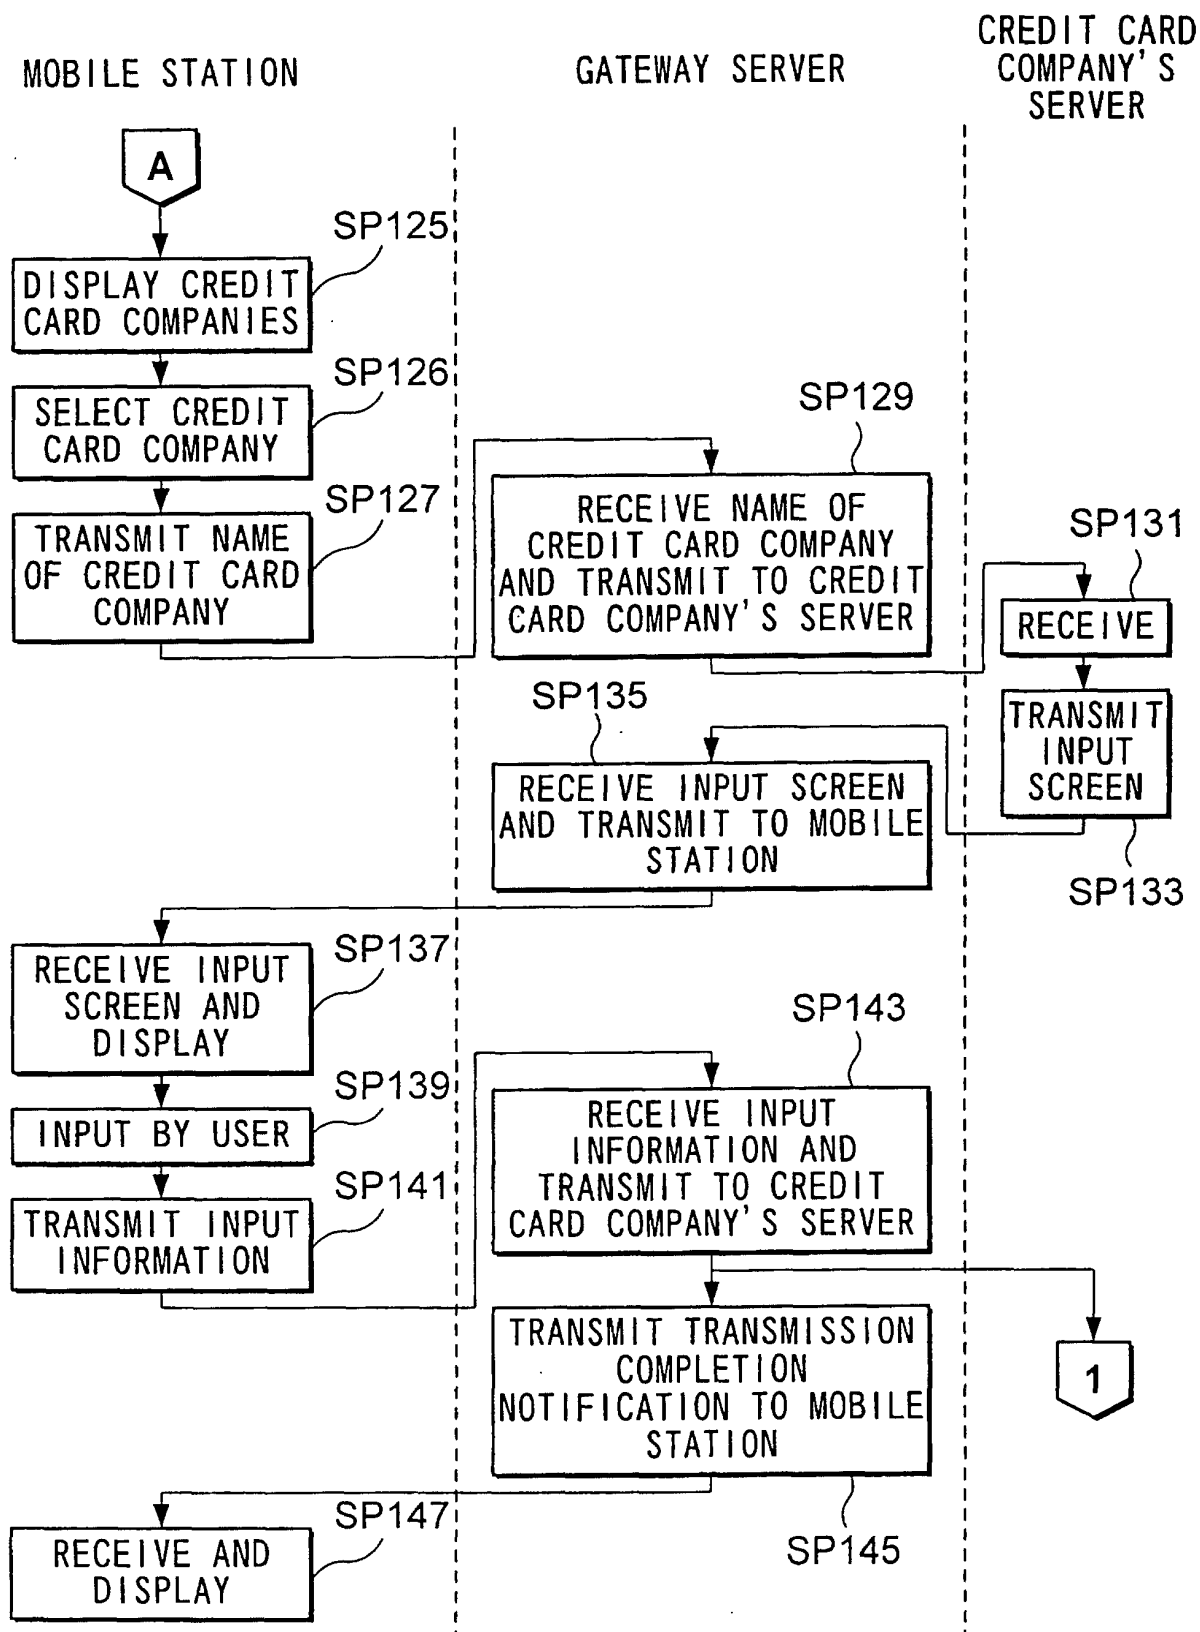 MOBILE STATION
GATEWAY SERVER
CREDIT CARD
COMPANY'S
SERVER
A
SP125
DISPLAY CREDIT
CARD COMPANIES
SP126
SELECT CREDIT
CARD COMPANY
SP127
TRANSMIT NAME
OF CREDIT CARD
COMPANY
SP129
RECEIVE NAME OF
CREDIT CARD COMPANY
AND TRANSMIT TO CREDIT
CARD COMPANY'S SERVER
SP131
RECEIVE
TRANSMIT
INPUT
SCREEN
SP133
SP135
RECEIVE INPUT SCREEN
AND TRANSMIT TO MOBILE
STATION
SP137
RECEIVE INPUT
SCREEN AND
DISPLAY
SP139
INPUT BY USER
SP141
TRANSMIT INPUT
INFORMATION
SP143
RECEIVE INPUT
INFORMATION AND
TRANSMIT TO CREDIT
CARD COMPANY'S SERVER
1
TRANSMIT TRANSMISSION
COMPLETION
NOTIFICATION TO MOBILE
STATION
SP145
SP147
RECEIVE AND
DISPLAY